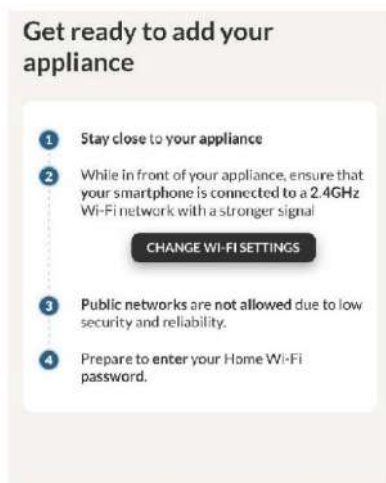 Get ready to add your
appliance
1 Stay close to your appliance
2 While in front of your appliance, ensure that
your smartphone is connected to a 2.4GHz
Wi-Fi network with a stronger signal
CHANGE WI-FI SETTINGS
3 Public networks are not allowed due to low
security and reliability.
4 Prepare to enter your Home Wi-Fi
password.